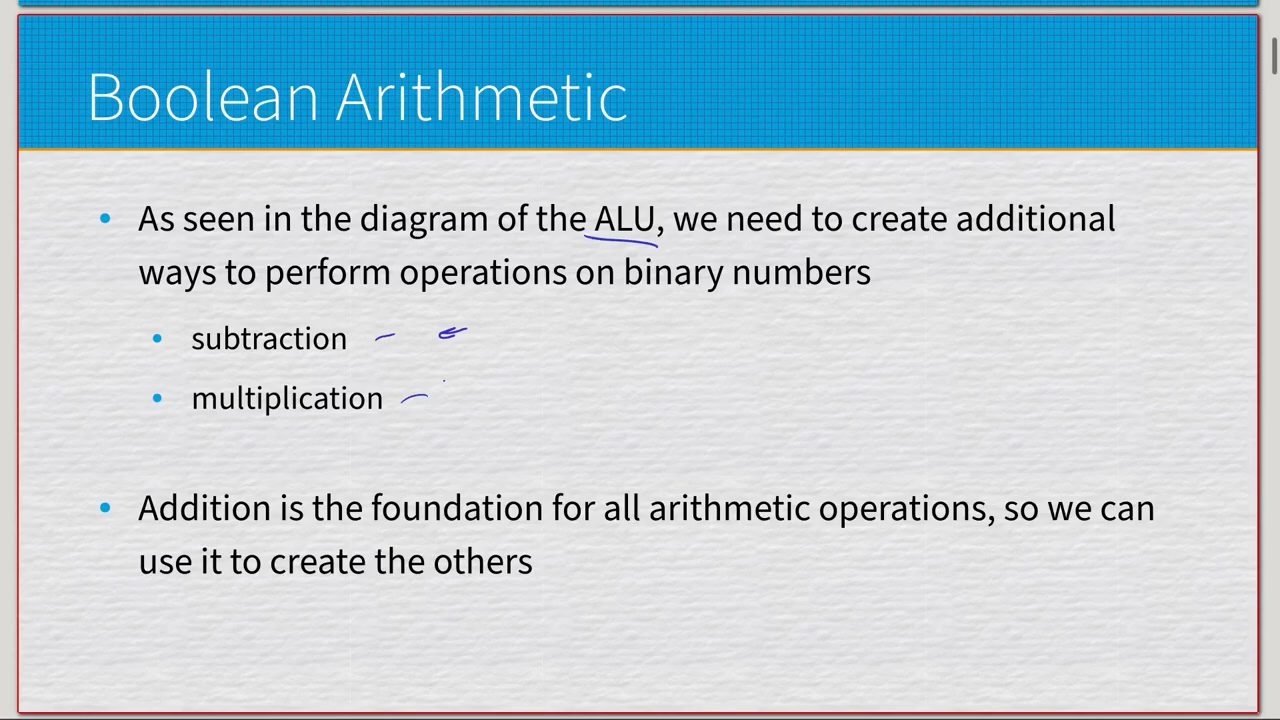 Boolean Arithmetic
• As seen in the diagram of the ALU, we need to create additional
ways to perform operations on binary numbers
• subtraction
• multiplication
• Addition is the foundation for all arithmetic operations, so we can
use it to create the others